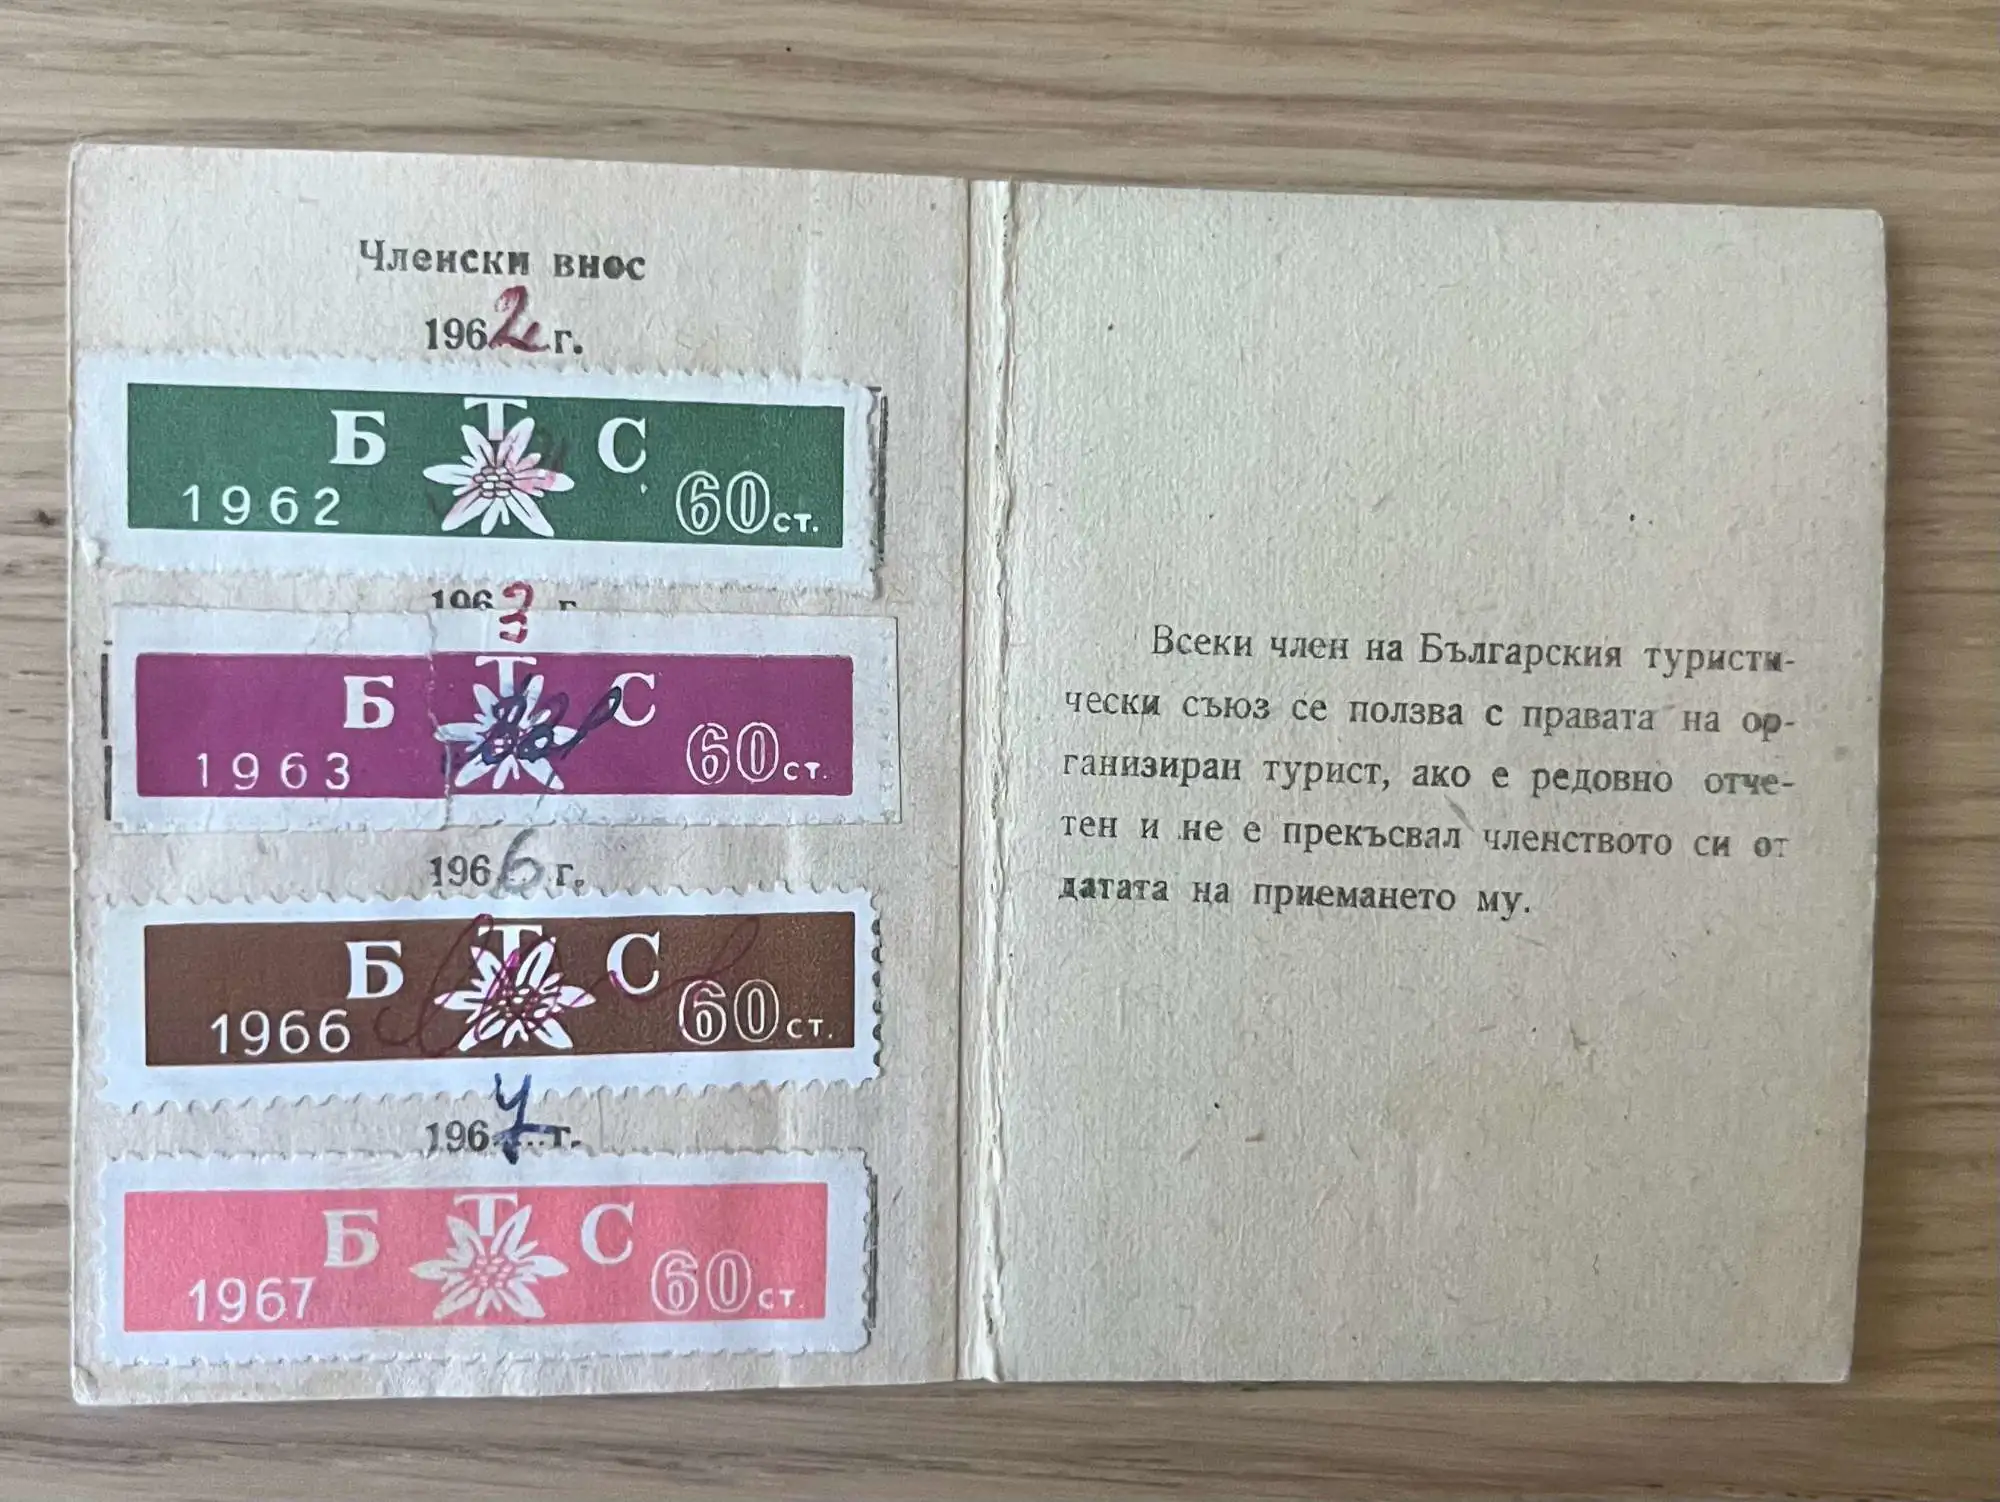 Членски внос
1962 г.
Б Т С
1962 60 ст.
1963 г.
Б Т С
1963 60 ст.
1966 г.
Б Т С
1966 60 ст.
1967 г.
Б Т С
1967 60 ст.
Всеки член на Българския туристи-
чески съюз се ползва с правата на ор-
ганизиран турист, ако е редовно отче-
тен и не е прекъсвал членството си от
датата на приемането му.